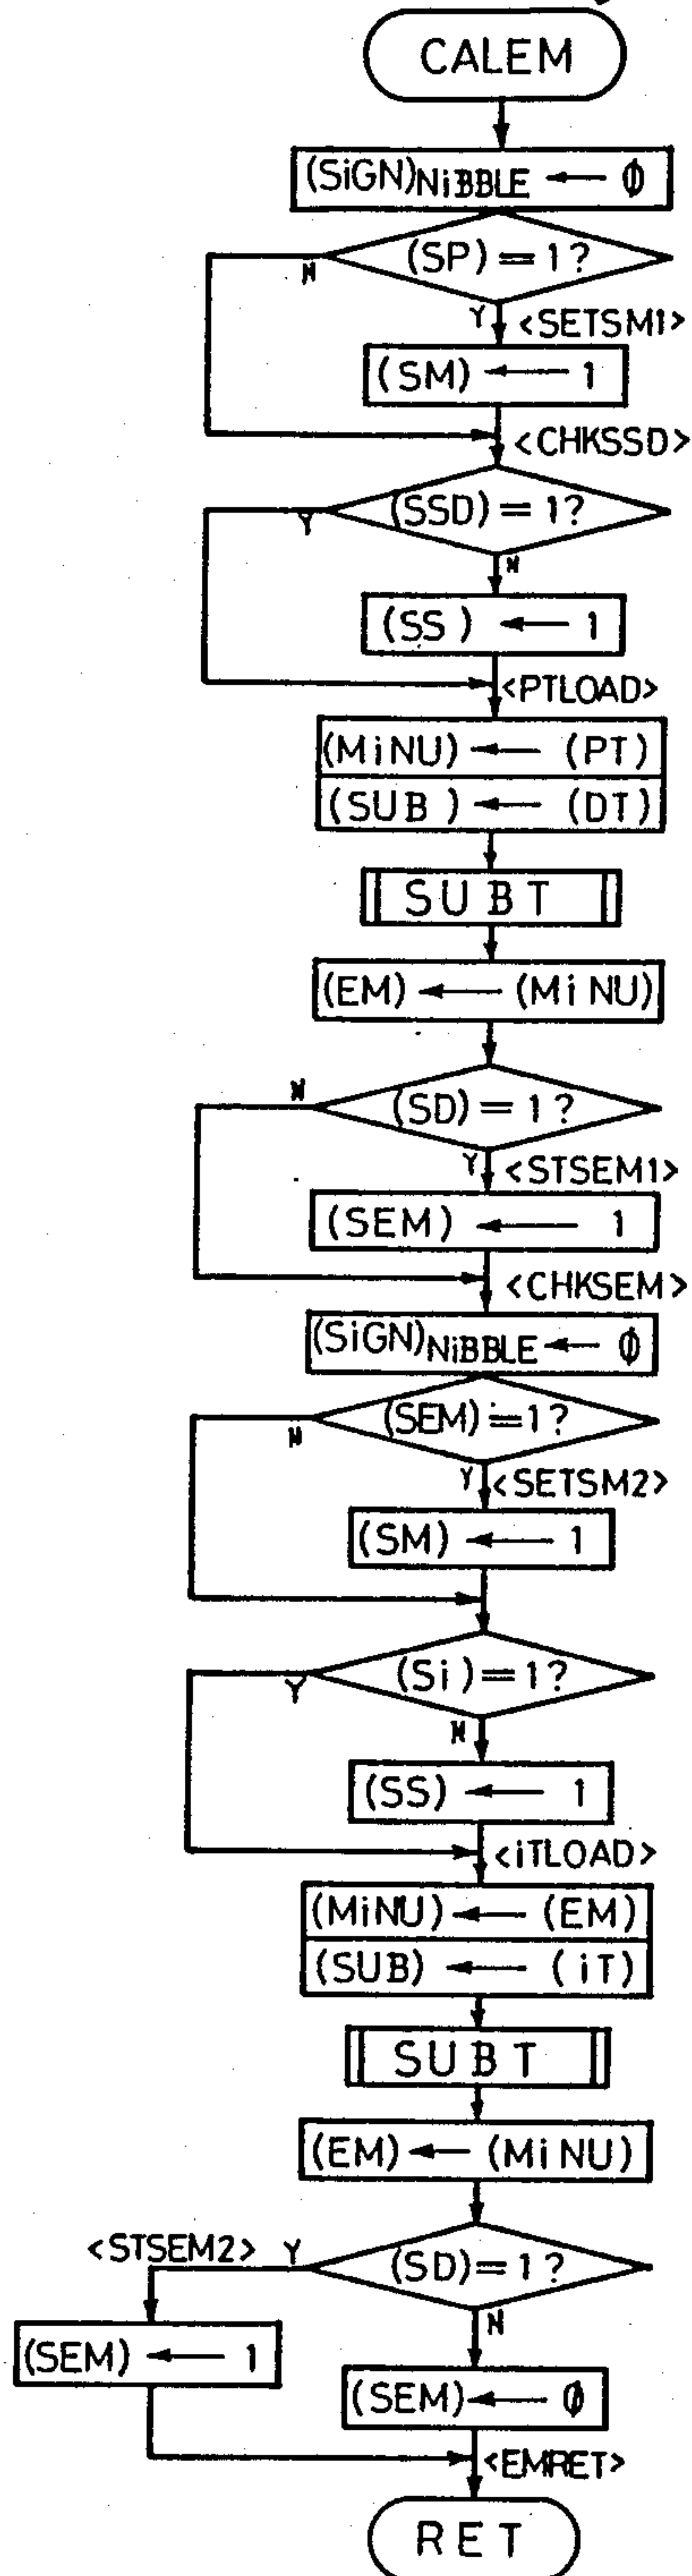 CALEM
(SiGN)NiBBLE ← ϕ
(SP) = 1?
N
Y <SETSM1>
(SM) ← 1
<CHKSSD>
(SSD) = 1?
Y
N
(SS) ← 1
<PTLOAD>
(MiNU) ← (PT)
(SUB) ← (DT)
SUBT
(EM) ← (MiNU)
N
(SD) = 1?
Y <STSEM1>
(SEM) ← 1
<CHKSEM>
(SiGN)NiBBLE ← ϕ
(SEM) = 1?
N
Y <SETSM2>
(SM) ← 1
(Si) = 1?
Y
N
(SS) ← 1
<iTLOAD>
(MiNU) ← (EM)
(SUB) ← (iT)
SUBT
(EM) ← (MiNU)
<STSEM2> Y
(SD) = 1?
N
(SEM) ← 1
(SEM) ← ϕ
<EMRET>
RET